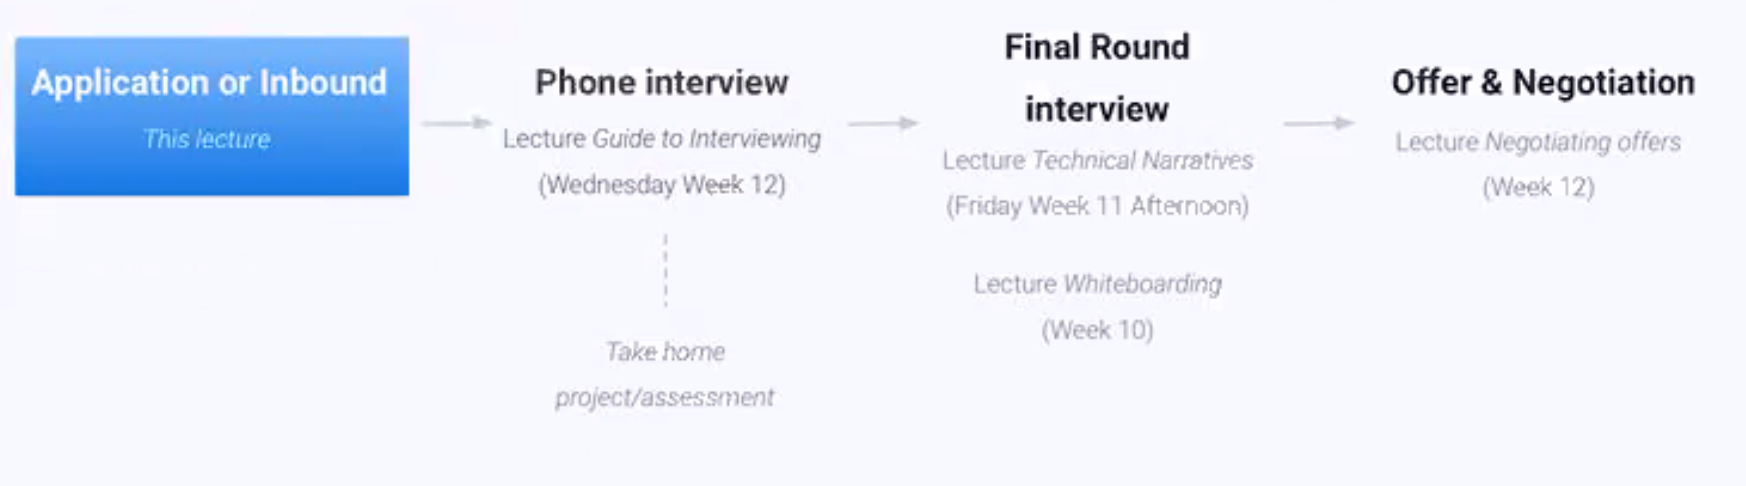 Application or Inbound
This lecture
Phone interview
Lecture Guide to Interviewing
(Wednesday Week 12)
Take home
project/assessment
Final Round
interview
Lecture Technical Narratives
(Friday Week 11 Afternoon)
Lecture Whiteboarding
(Week 10)
Offer & Negotiation
Lecture Negotiating offers
(Week 12)